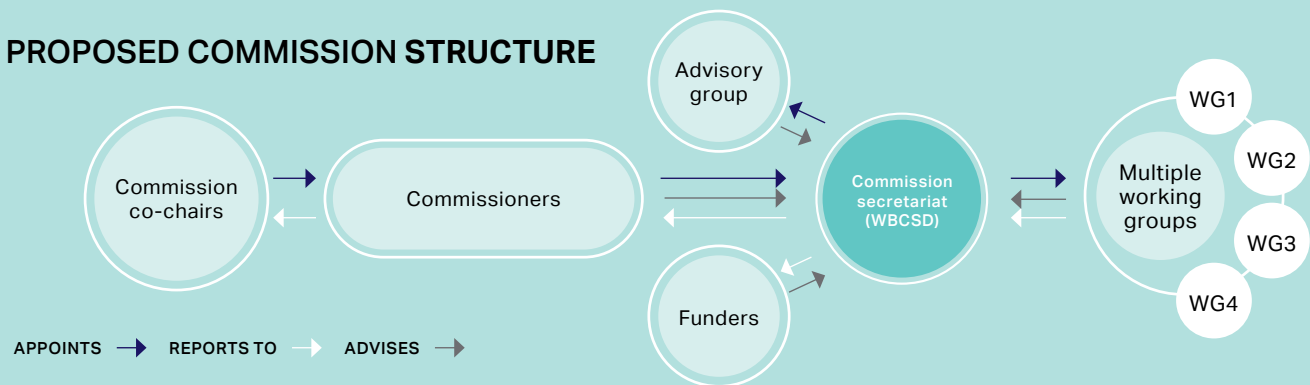 PROPOSED COMMISSION STRUCTURE
Commission
co-chairs
Commissioners
Advisory
group
Funders
Commission
secretariat
(WBCSD)
Multiple
working
groups
WG1
WG2
WG3
WG4
APPOINTS REPORTS TO ADVISES